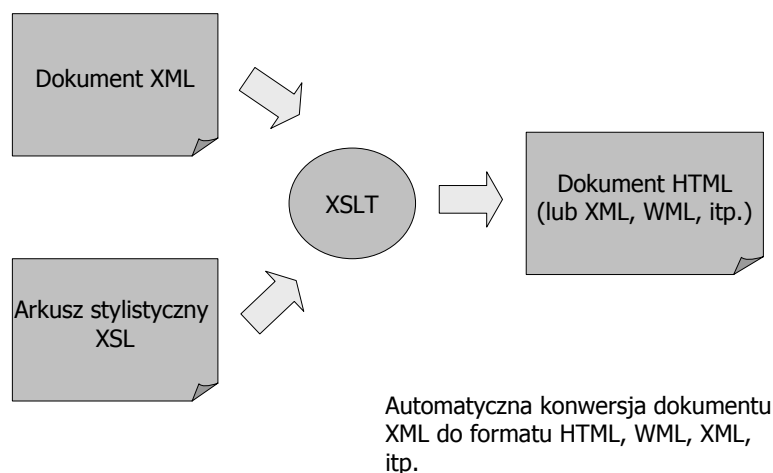 Dokument XML
XSLT
Dokument HTML
(lub XML, WML, itp.)
Arkusz stylistyczny
XSL
Automatyczna konwersja dokumentu
XML do formatu HTML, WML, XML,
itp.